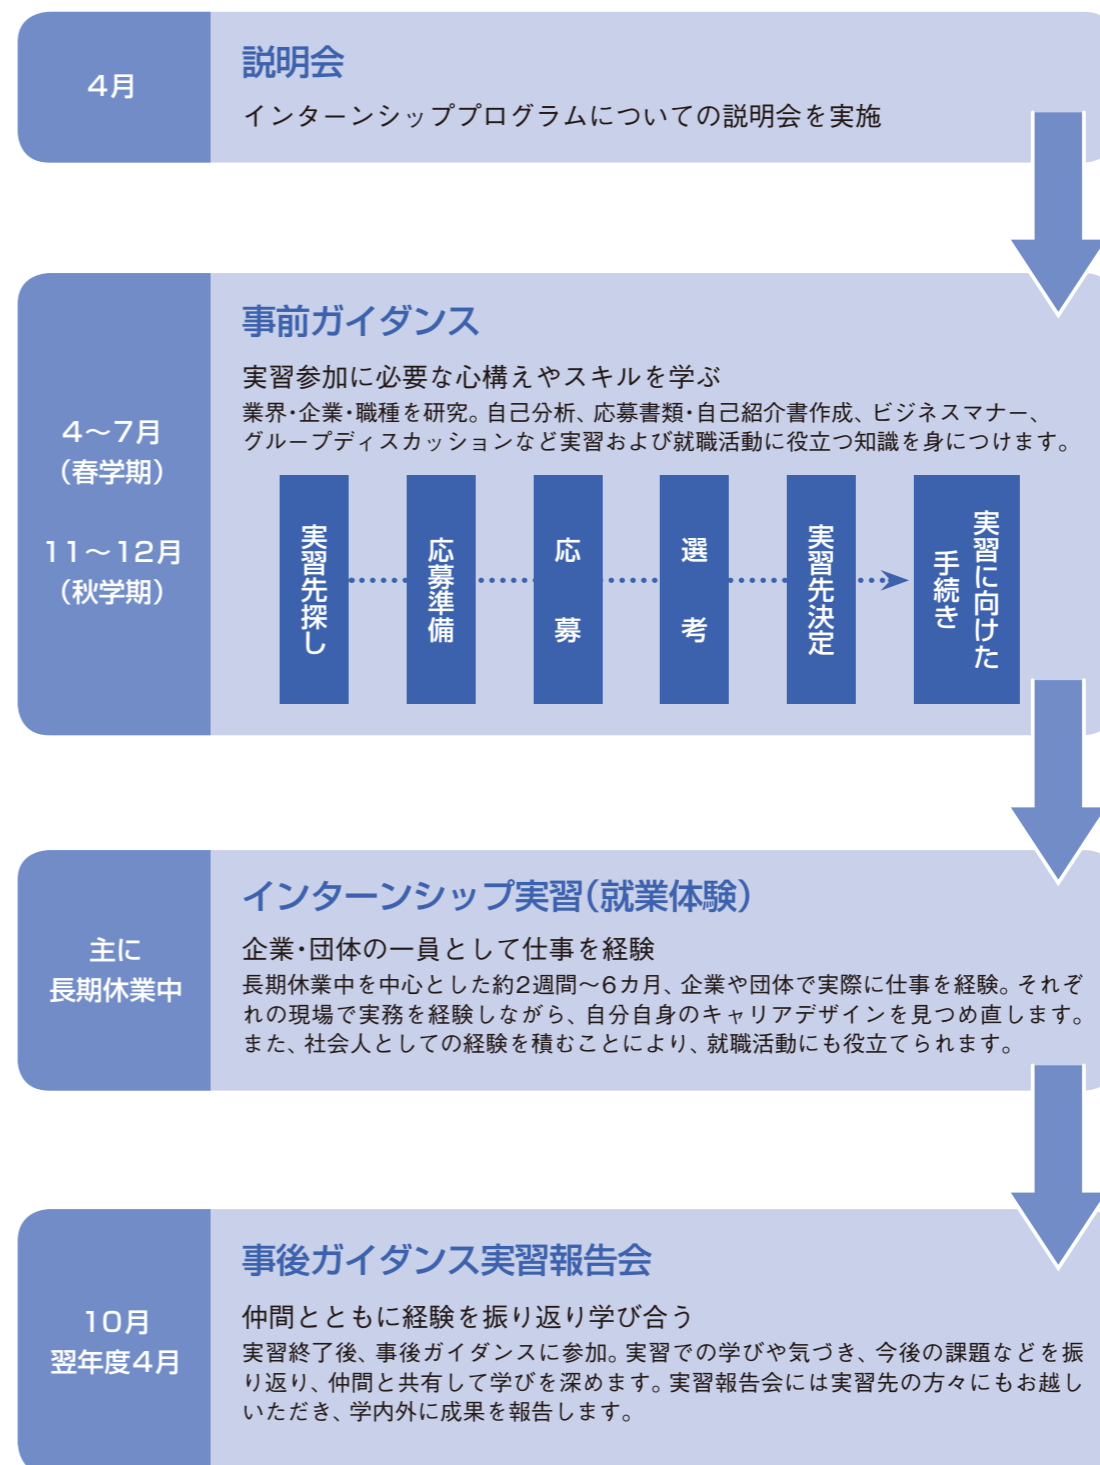 4月
説明会
インターンシッププログラムについての説明会を実施
4〜7月
（春学期）
11〜12月
（秋学期）
事前ガイダンス
実習参加に必要な心構えやスキルを学ぶ
業界・企業・職種を研究。自己分析、応募書類・自己紹介書作成、ビジネスマナー、
グループディスカッションなど実習および就職活動に役立つ知識を身につけます。
実習先探し
応募準備
応募
選考
実習先決定
実習に向けた
手続き
主に
長期休業中
インターンシップ実習（就業体験）
企業・団体の一員として仕事を経験
長期休業中を中心とした約2週間〜6カ月、企業や団体で実際に仕事を経験。それぞ
れの現場で実務を経験しながら、自分自身のキャリアデザインを見つめ直します。
また、社会人としての経験を積むことにより、就職活動にも役立てられます。
10月
翌年度4月
事後ガイダンス実習報告会
仲間とともに経験を振り返り学び合う
実習終了後、事後ガイダンスに参加。実習での学びや気づき、今後の課題などを振
り返り、仲間と共有して学びを深めます。実習報告会には実習先の方々にもお越し
いただき、学内外に成果を報告します。